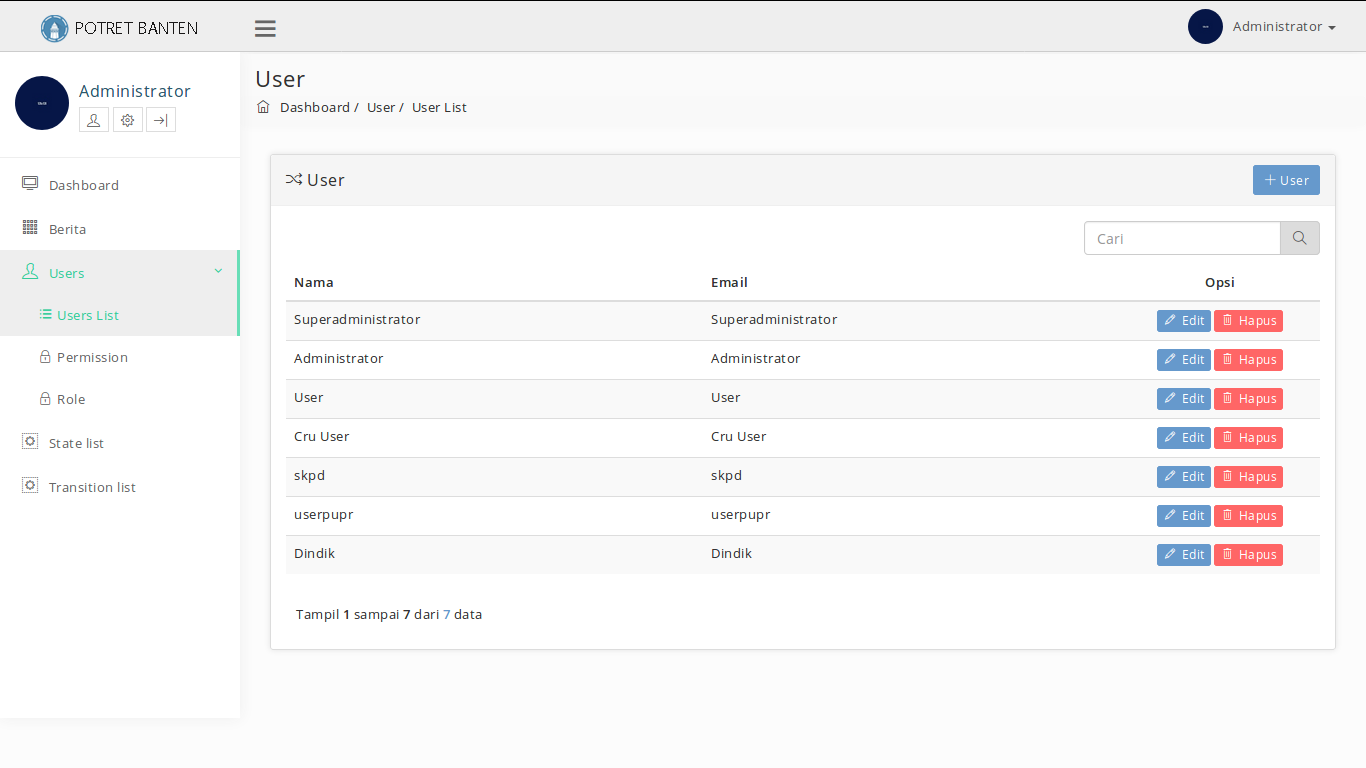 POTRET BANTEN
Administrator
Administrator
Dashboard
Berita
Users
Users List
Permission
Role
State list
Transition list
User
Dashboard / User / User List
User
+ User
Cari
Nama Email Opsi
Superadministrator Superadministrator Edit Hapus
Administrator Administrator Edit Hapus
User User Edit Hapus
Cru User Cru User Edit Hapus
skpd skpd Edit Hapus
userpupr userpupr Edit Hapus
Dindik Dindik Edit Hapus
Tampil 1 sampai 7 dari 7 data